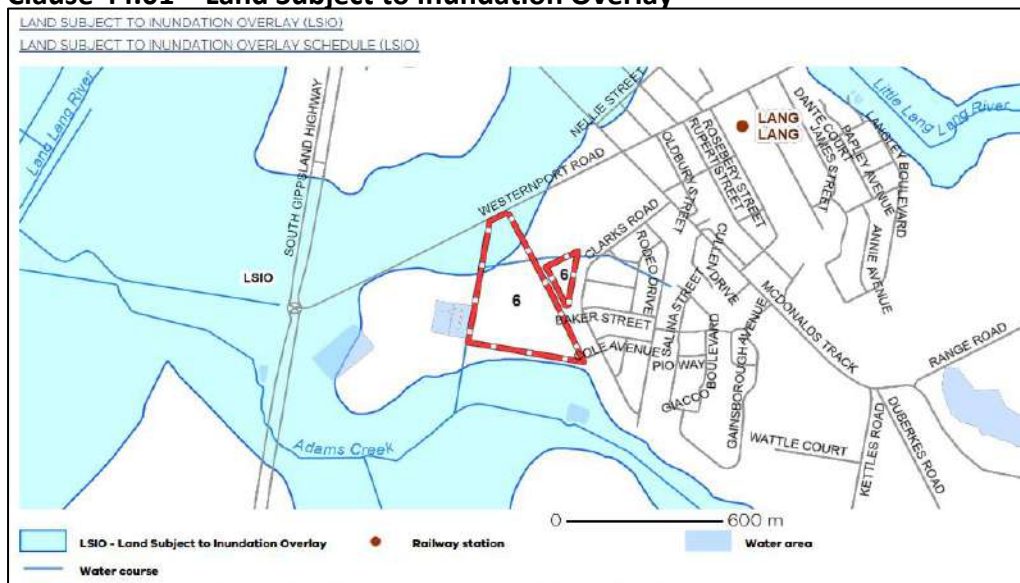 Clause 44.01 – Land Subject to Inundation Overlay
LAND SUBJECT TO INUNDATION OVERLAY (LSIO)
LAND SUBJECT TO INUNDATION OVERLAY SCHEDULE (LSIO)
Lang Lang River
SOUTH GIPPSLAND HIGHWAY
NELLIE STREET
WESTERNPORT ROAD
OLDBURY STREET
ROSEBERY STREET
RUPERT STREET
LANG
LANG
DANTE COURT
JAMES STREET
PAPLEY AVENUE
LANGLEY BOULEVARD
Little Lang Lang River
ANNIE AVENUE
CLARKS ROAD
RODEO DRIVE
CULLEN DRIVE
SALINA STREET
MCDONALDS TRACK
LSIO
6
6
BAKER STREET
COLE AVENUE
PIO WAY
GIACCO BOULEVARD
GAINSBOROUGH AVENUE
RANGE ROAD
WATTLE COURT
KETTLES ROAD
DUBERKES ROAD
Adams Creek
0 600 m
LSIO - Land Subject to Inundation Overlay
Railway station
Water area
Water course